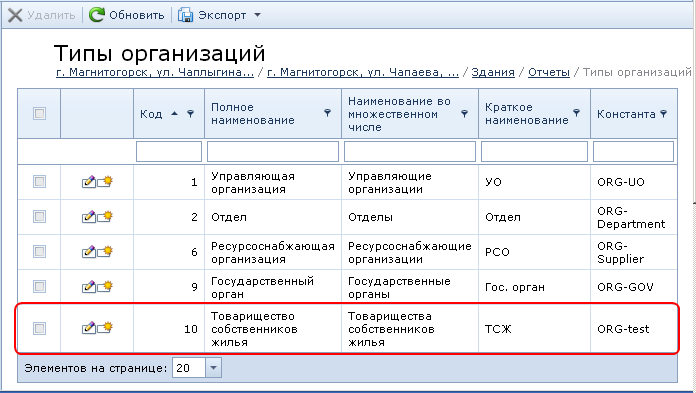 Удалить Обновить Экспорт
Типы организаций
г. Магнитогорск, ул. Чаплыгина... / г. Магнитогорск, ул. Чапаева, ... / Здания / Отчеты / Типы организаций
Код Полное наименование Наименование во множественном числе Краткое наименование Константа
1 Управляющая организация Управляющие организации УО ORG-UO
2 Отдел Отделы Отдел ORG-Department
6 Ресурсоснабжающая организация Ресурсоснабжающие организации РСО ORG-Supplier
9 Государственный орган Государственные органы Гос. орган ORG-GOV
10 Товарищество собственников жилья Товарищества собственников жилья ТСЖ ORG-test
Элементов на странице: 20